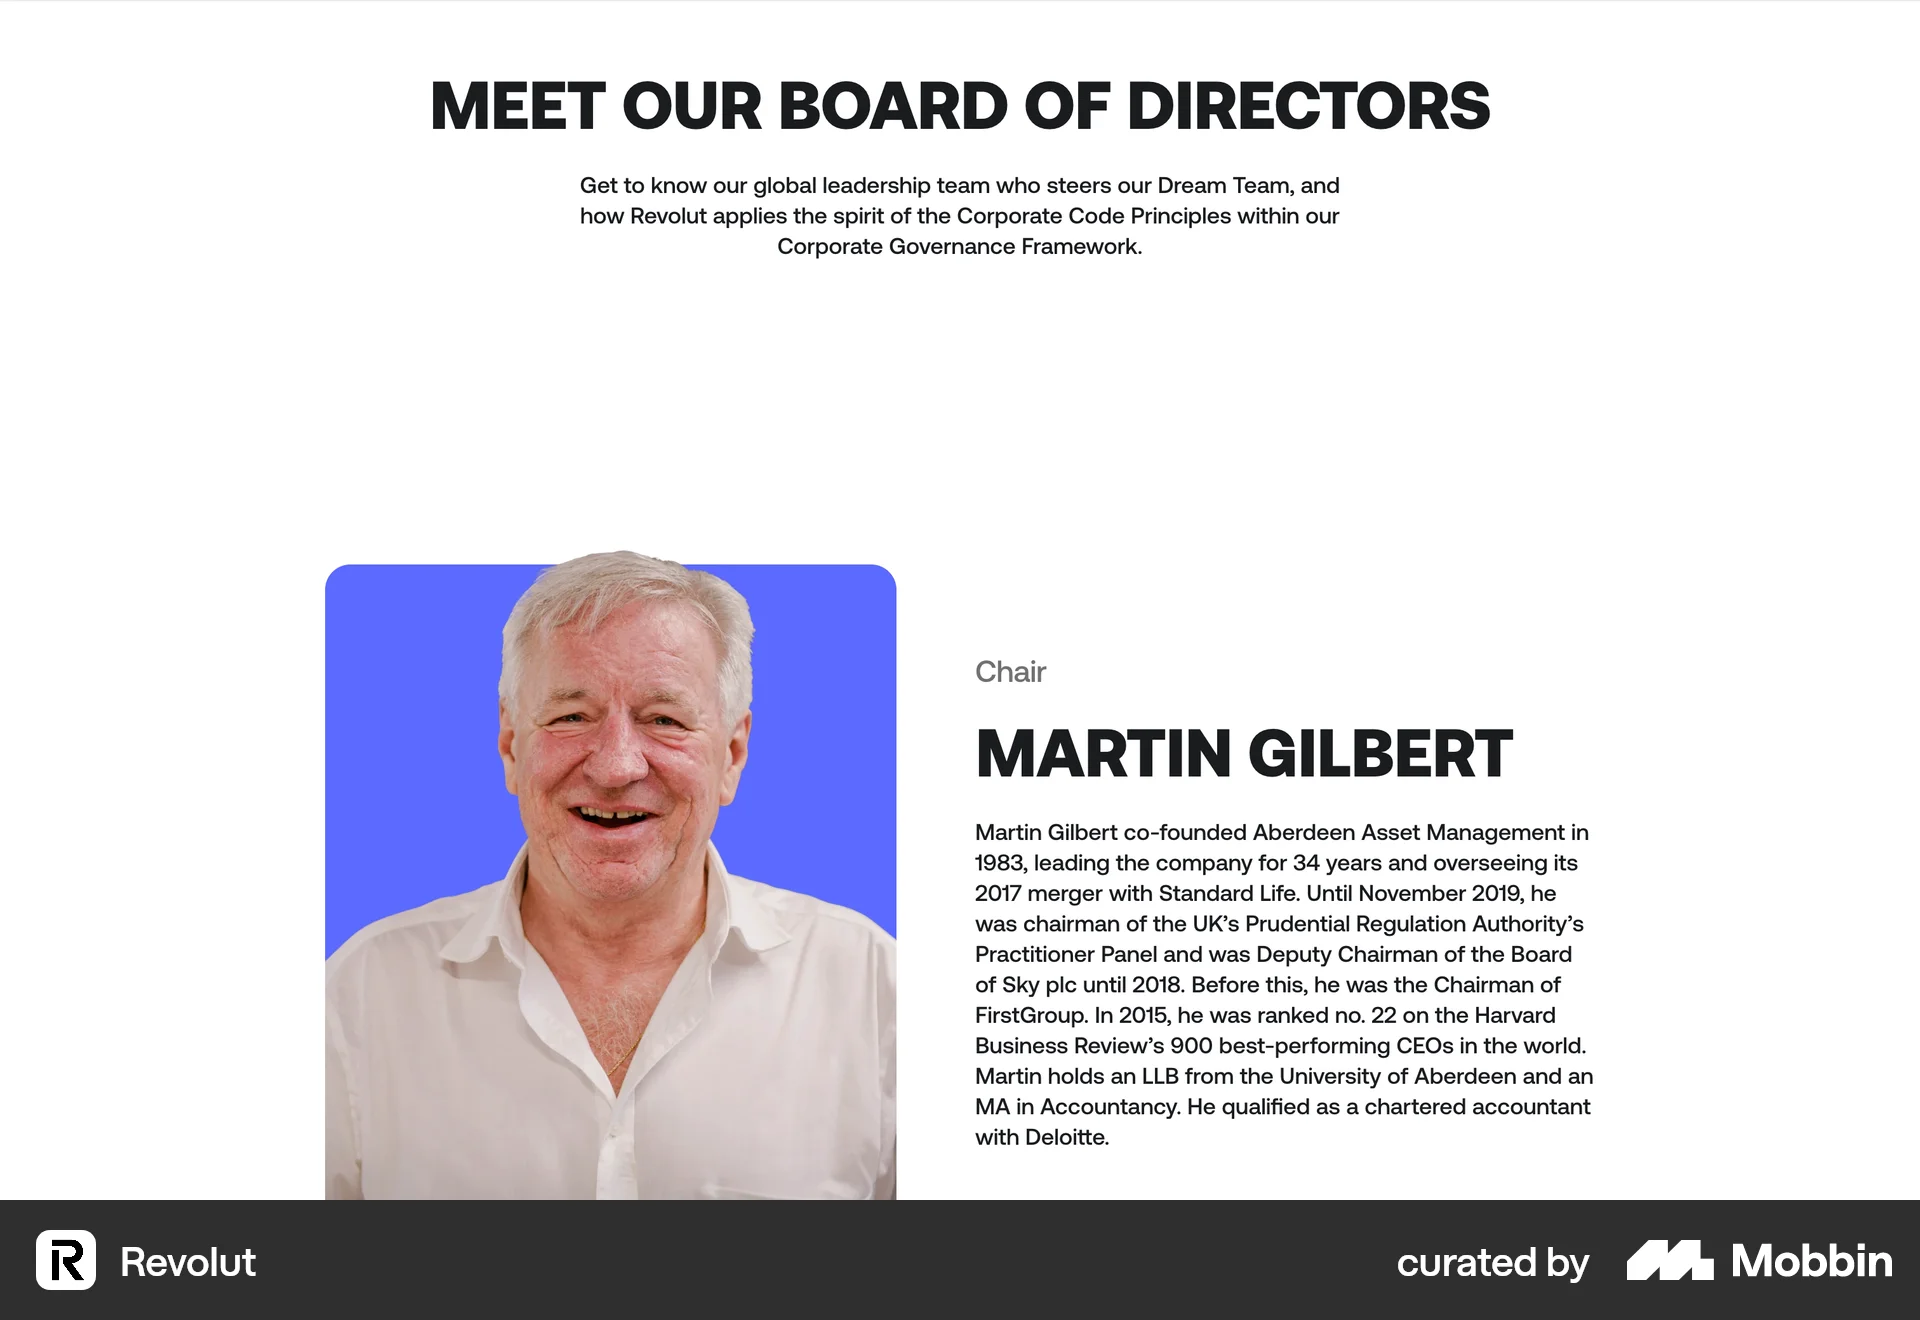 MEET OUR BOARD OF DIRECTORS
Get to know our global leadership team who steers our Dream Team, and
how Revolut applies the spirit of the Corporate Code Principles within our
Corporate Governance Framework.
Chair
MARTIN GILBERT
Martin Gilbert co-founded Aberdeen Asset Management in
1983, leading the company for 34 years and overseeing its
2017 merger with Standard Life. Until November 2019, he
was chairman of the UK’s Prudential Regulation Authority’s
Practitioner Panel and was Deputy Chairman of the Board
of Sky plc until 2018. Before this, he was the Chairman of
FirstGroup. In 2015, he was ranked no. 22 on the Harvard
Business Review’s 900 best-performing CEOs in the world.
Martin holds an LLB from the University of Aberdeen and an
MA in Accountancy. He qualified as a chartered accountant
with Deloitte.
R Revolut
curated by Mobbin